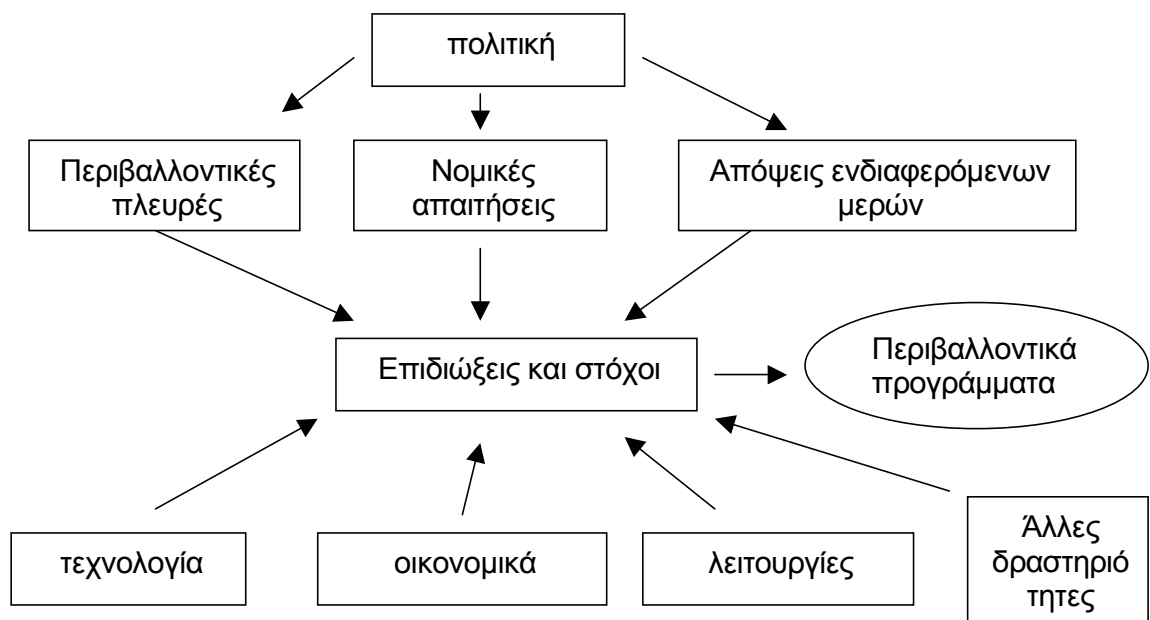 πολιτική
Περιβαλλοντικές
πλευρές
Νομικές
απαιτήσεις
Απόψεις ενδιαφερόμενων
μερών
Επιδιώξεις και στόχοι
Περιβαλλοντικά
προγράμματα
τεχνολογία
οικονομικά
λειτουργίες
Άλλες
δραστηριό
τητες